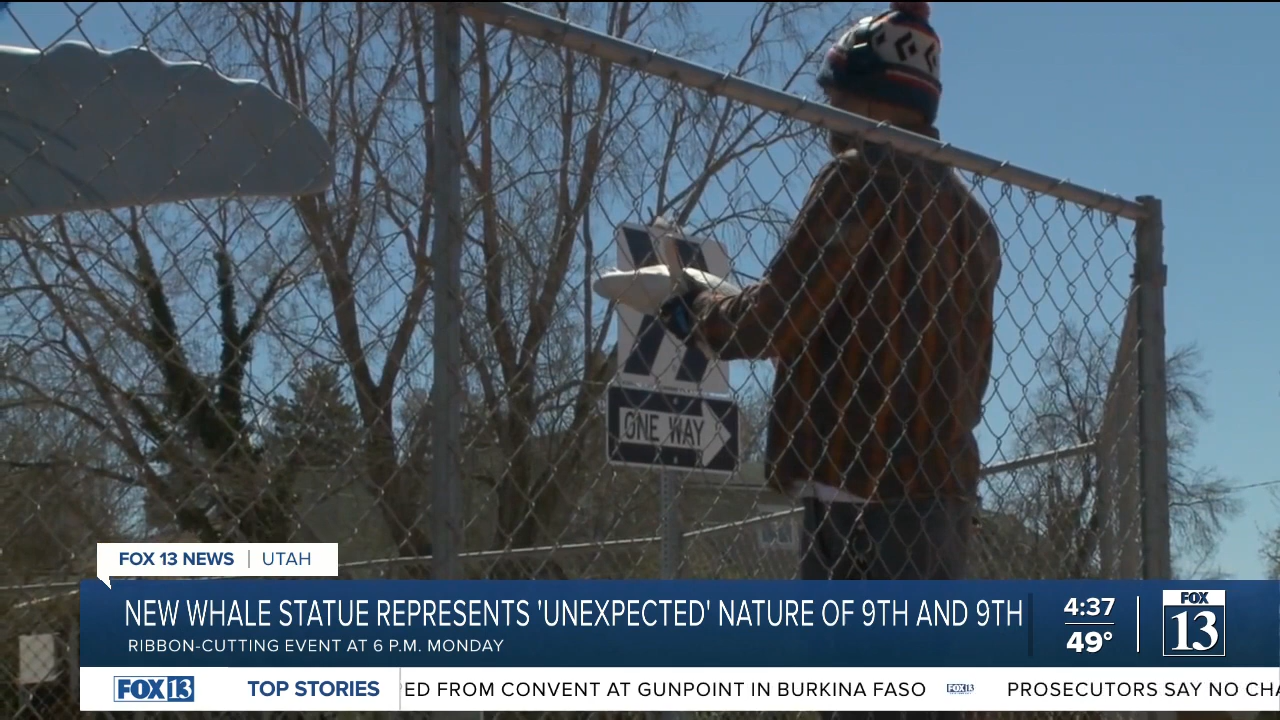 ONE WAY
FOX 13 NEWS | UTAH
NEW WHALE STATUE REPRESENTS 'UNEXPECTED' NATURE OF 9TH AND 9TH
RIBBON-CUTTING EVENT AT 6 P.M. MONDAY
4:37
49°
FOX
13
FOX 13
TOP STORIES
ED FROM CONVENT AT GUNPOINT IN BURKINA FASO
FOX 13
PROSECUTORS SAY NO CHA